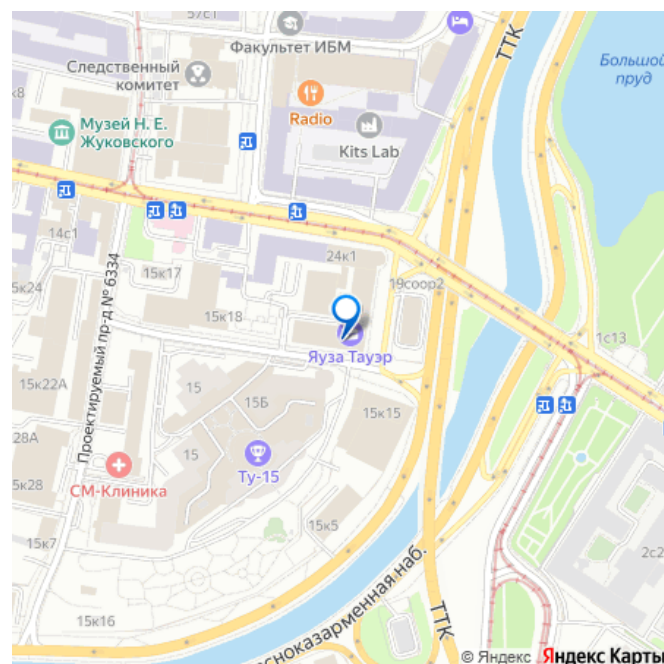 57с1
Факультет ИБМ
ТТК
Большой
пруд
Следственный
комитет
Radio
Музей Н. Е.
Жуковского
Kits Lab
14с1
24к1
15к17
15к24
19соор2
15к18
Проектируемый пр-д № 6334
Яуза Тауэр
1с13
15к22А
15
15Б
15к15
28А
15
Ту-15
15к28
СМ-Клиника
15к5
15к7
2с2
15к16
сноказарменная наб.
ТТК
© Яндекс Яндекс Карты